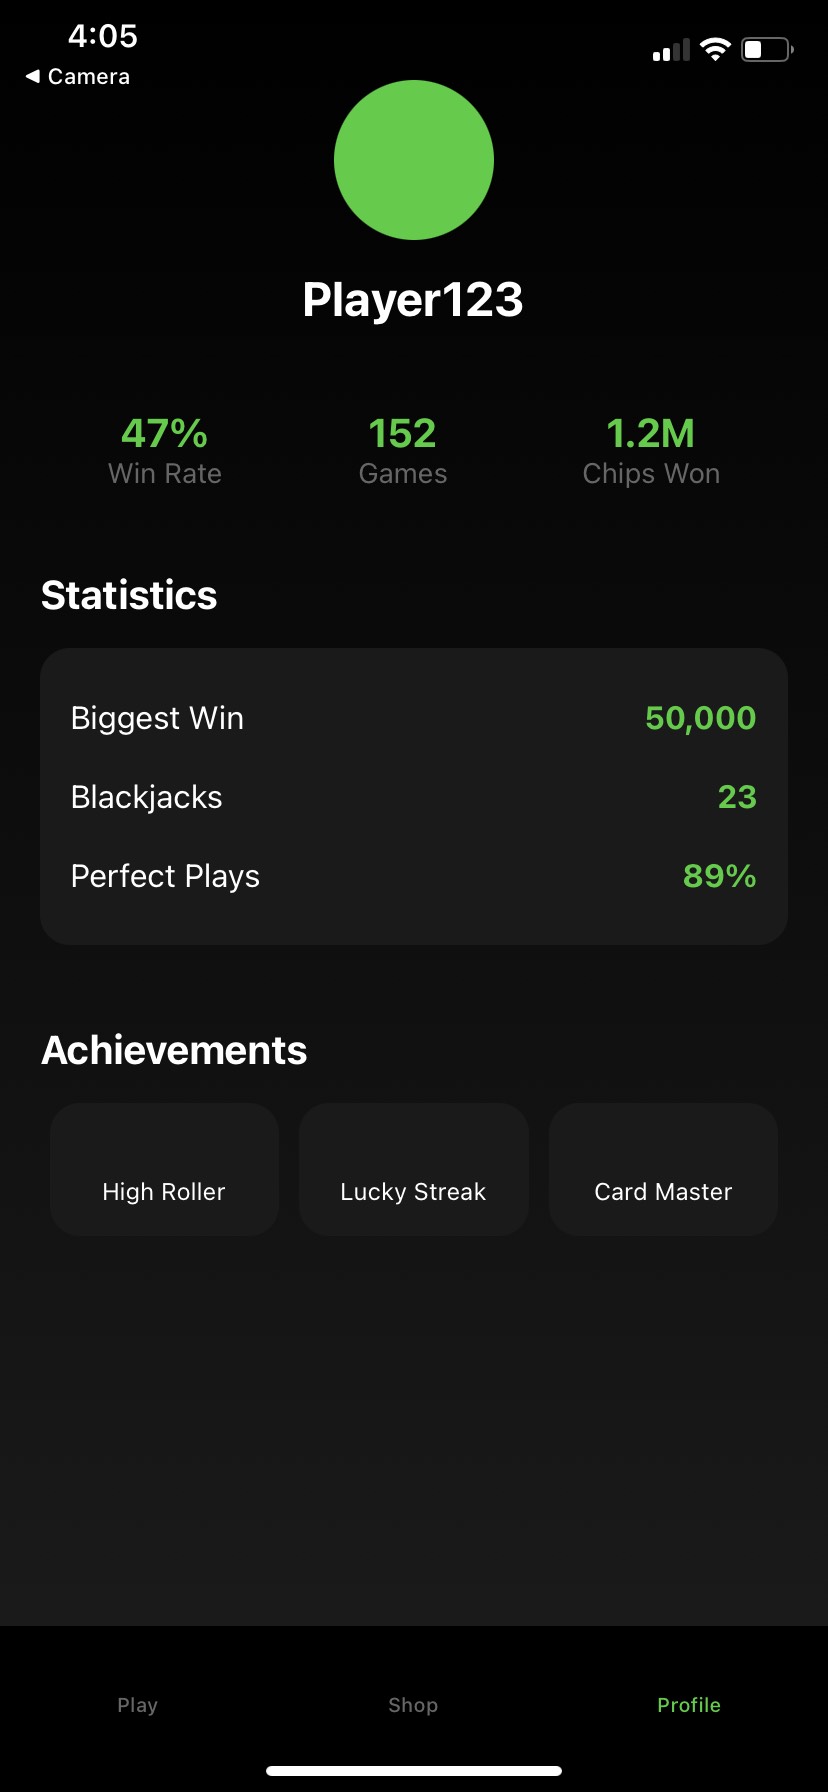 4:05
◀ Camera
Player123
47% 152 1.2M
Win Rate Games Chips Won
Statistics
Biggest Win 50,000
Blackjacks 23
Perfect Plays 89%
Achievements
High Roller Lucky Streak Card Master
Play Shop Profile